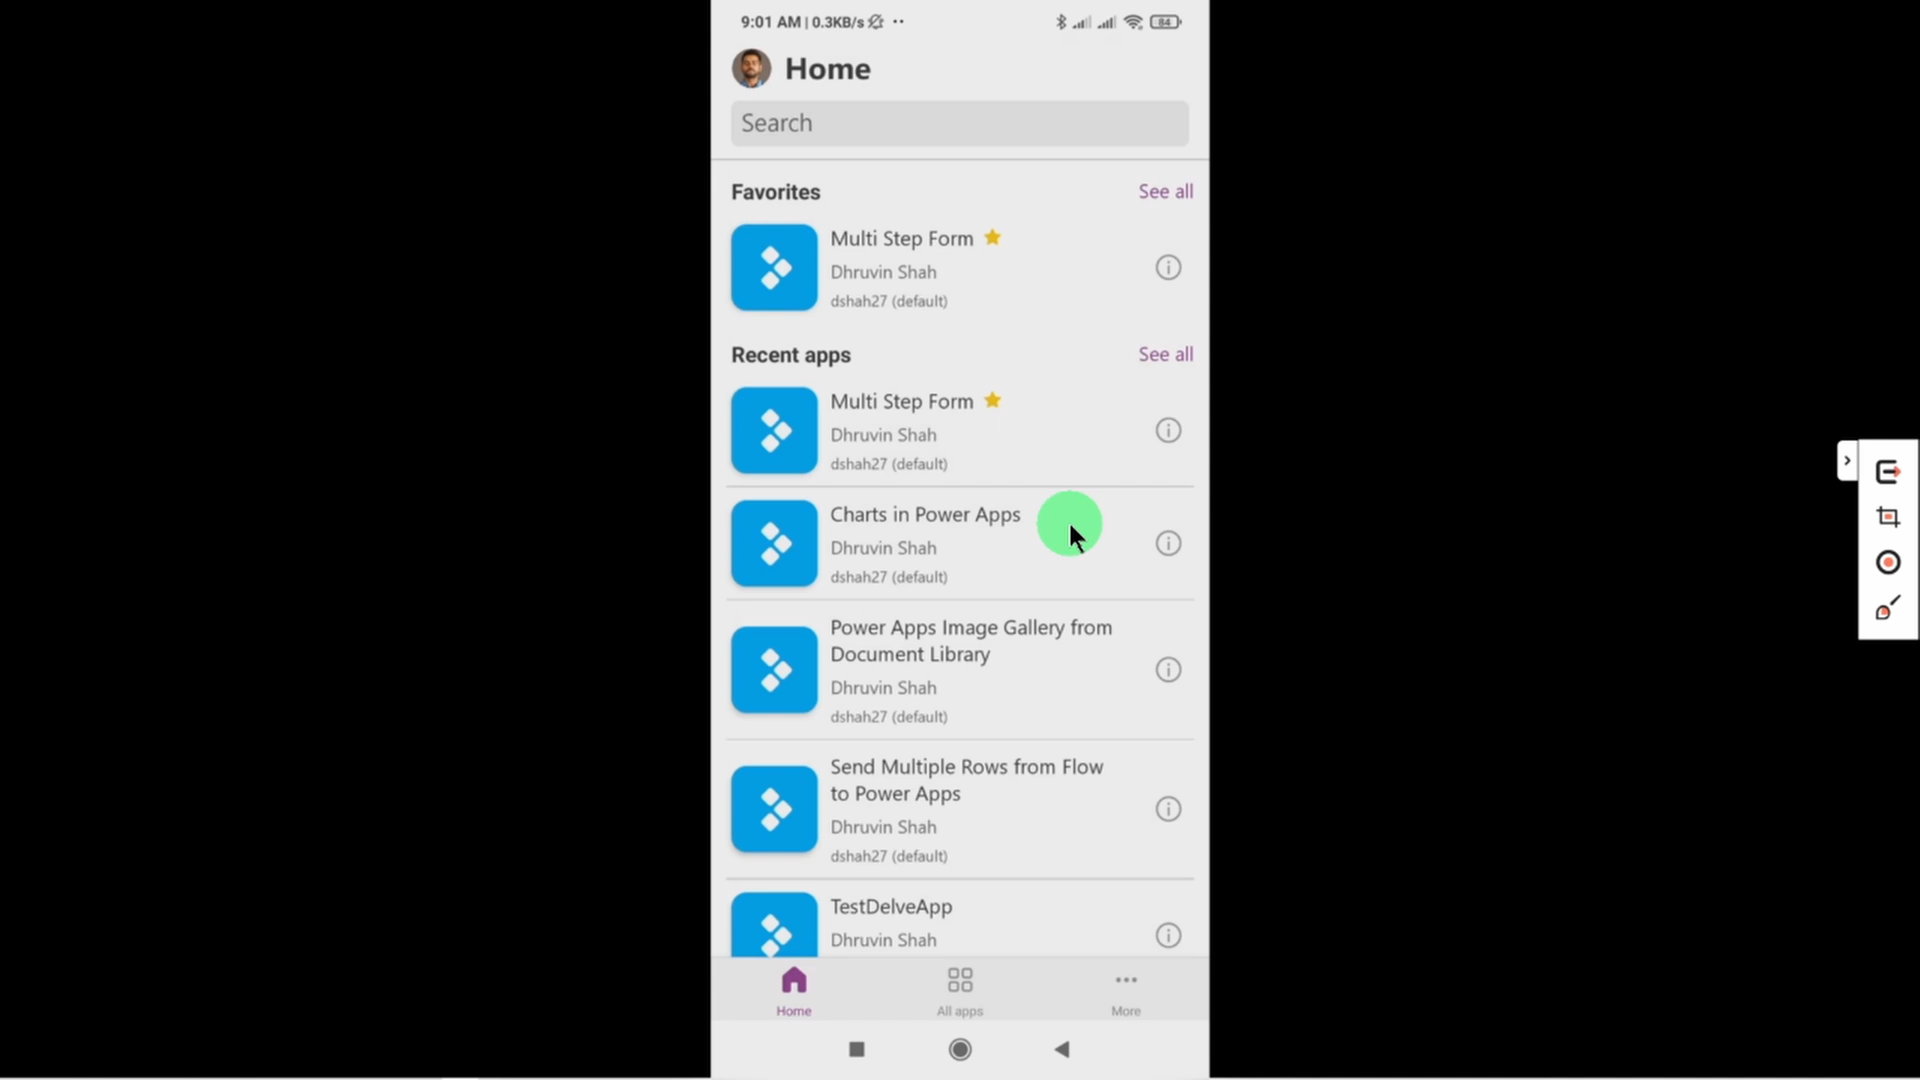 9:01 AM | 0.3KB/s
84
Home
Search
Favorites
See all
Multi Step Form
Dhruvin Shah
dshah27 (default)
Recent apps
See all
Multi Step Form
Dhruvin Shah
dshah27 (default)
Charts in Power Apps
Dhruvin Shah
dshah27 (default)
Power Apps Image Gallery from
Document Library
Dhruvin Shah
dshah27 (default)
Send Multiple Rows from Flow
to Power Apps
Dhruvin Shah
dshah27 (default)
TestDelveApp
Dhruvin Shah
Home
All apps
More